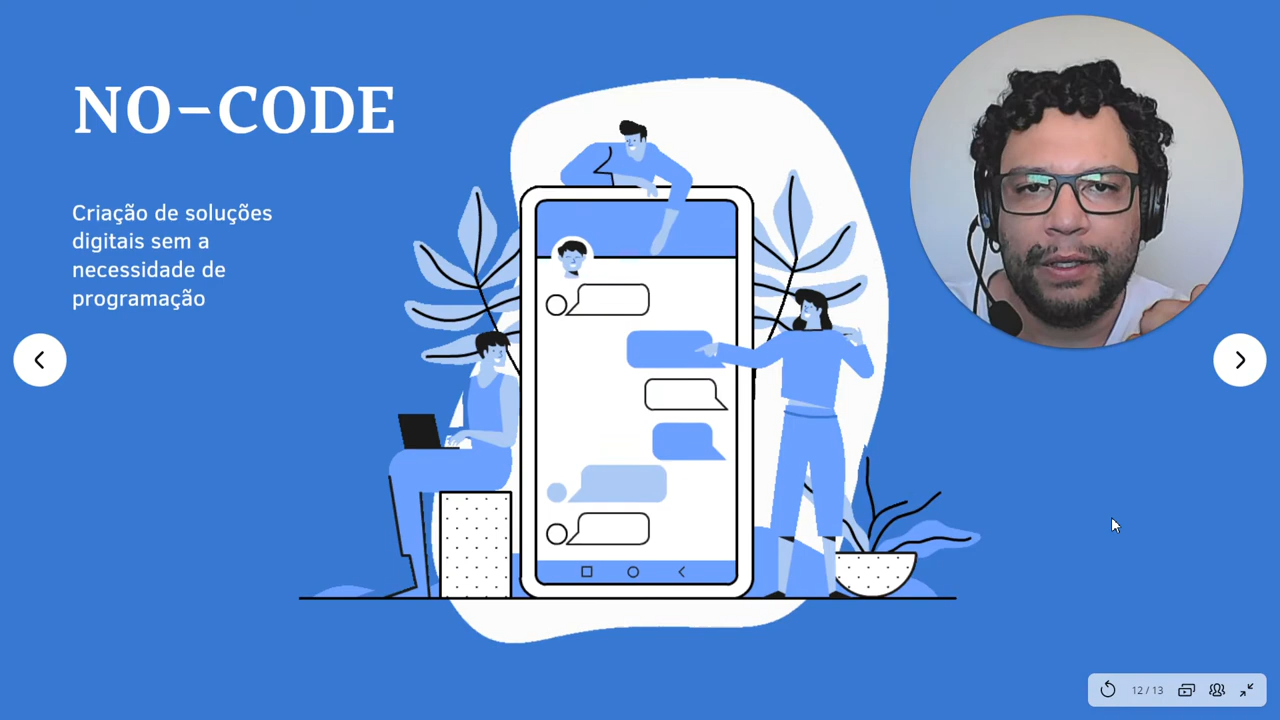 NO-CODE
Criação de soluções
digitais sem a
necessidade de
programação
12 / 13